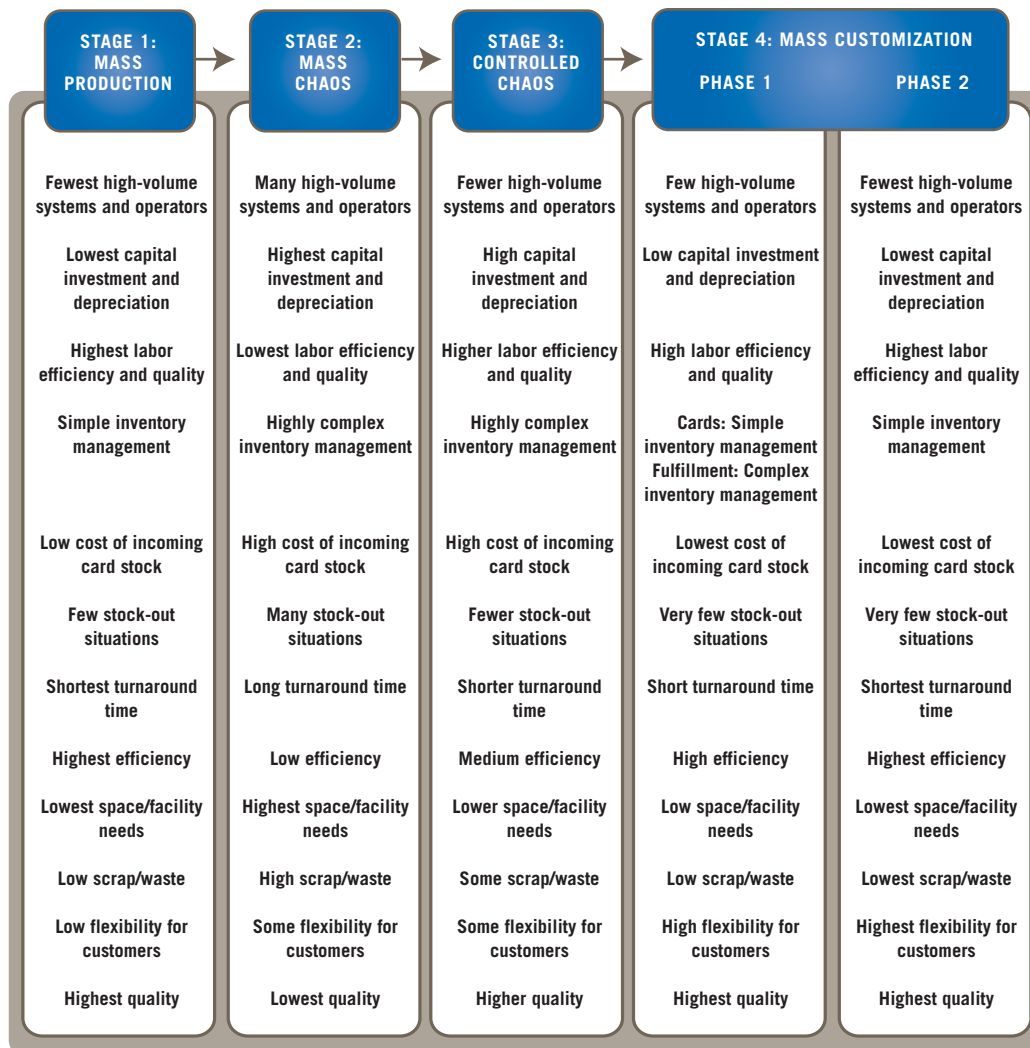 STAGE 1:
MASS
PRODUCTION
STAGE 2:
MASS
CHAOS
STAGE 3:
CONTROLLED
CHAOS
STAGE 4: MASS CUSTOMIZATION
PHASE 1
PHASE 2
Fewest high-volume
systems and operators
Lowest capital
investment and
depreciation
Highest labor
efficiency and quality
Simple inventory
management
Low cost of incoming
card stock
Few stock-out
situations
Shortest turnaround
time
Highest efficiency
Lowest space/facility
needs
Low scrap/waste
Low flexibility for
customers
Highest quality
Many high-volume
systems and operators
Highest capital
investment and
depreciation
Lowest labor efficiency
and quality
Highly complex
inventory management
High cost of incoming
card stock
Many stock-out
situations
Long turnaround time
Low efficiency
Highest space/facility
needs
High scrap/waste
Some flexibility for
customers
Lowest quality
Fewer high-volume
systems and operators
High capital
investment and
depreciation
Higher labor efficiency
and quality
Highly complex
inventory management
High cost of incoming
card stock
Fewer stock-out
situations
Shorter turnaround
time
Medium efficiency
Lower space/facility
needs
Some scrap/waste
Some flexibility for
customers
Higher quality
Few high-volume
systems and operators
Low capital investment
and depreciation
High labor efficiency
and quality
Cards: Simple
inventory management
Fulfillment: Complex
inventory management
Lowest cost of
incoming card stock
Very few stock-out
situations
Short turnaround time
High efficiency
Low space/facility
needs
Low scrap/waste
High flexibility for
customers
Highest quality
Fewest high-volume
systems and operators
Lowest capital
investment and
depreciation
Highest labor
efficiency and quality
Simple inventory
management
Lowest cost of
incoming card stock
Very few stock-out
situations
Shortest turnaround
time
Highest efficiency
Lowest space/facility
needs
Lowest scrap/waste
Highest flexibility for
customers
Highest quality